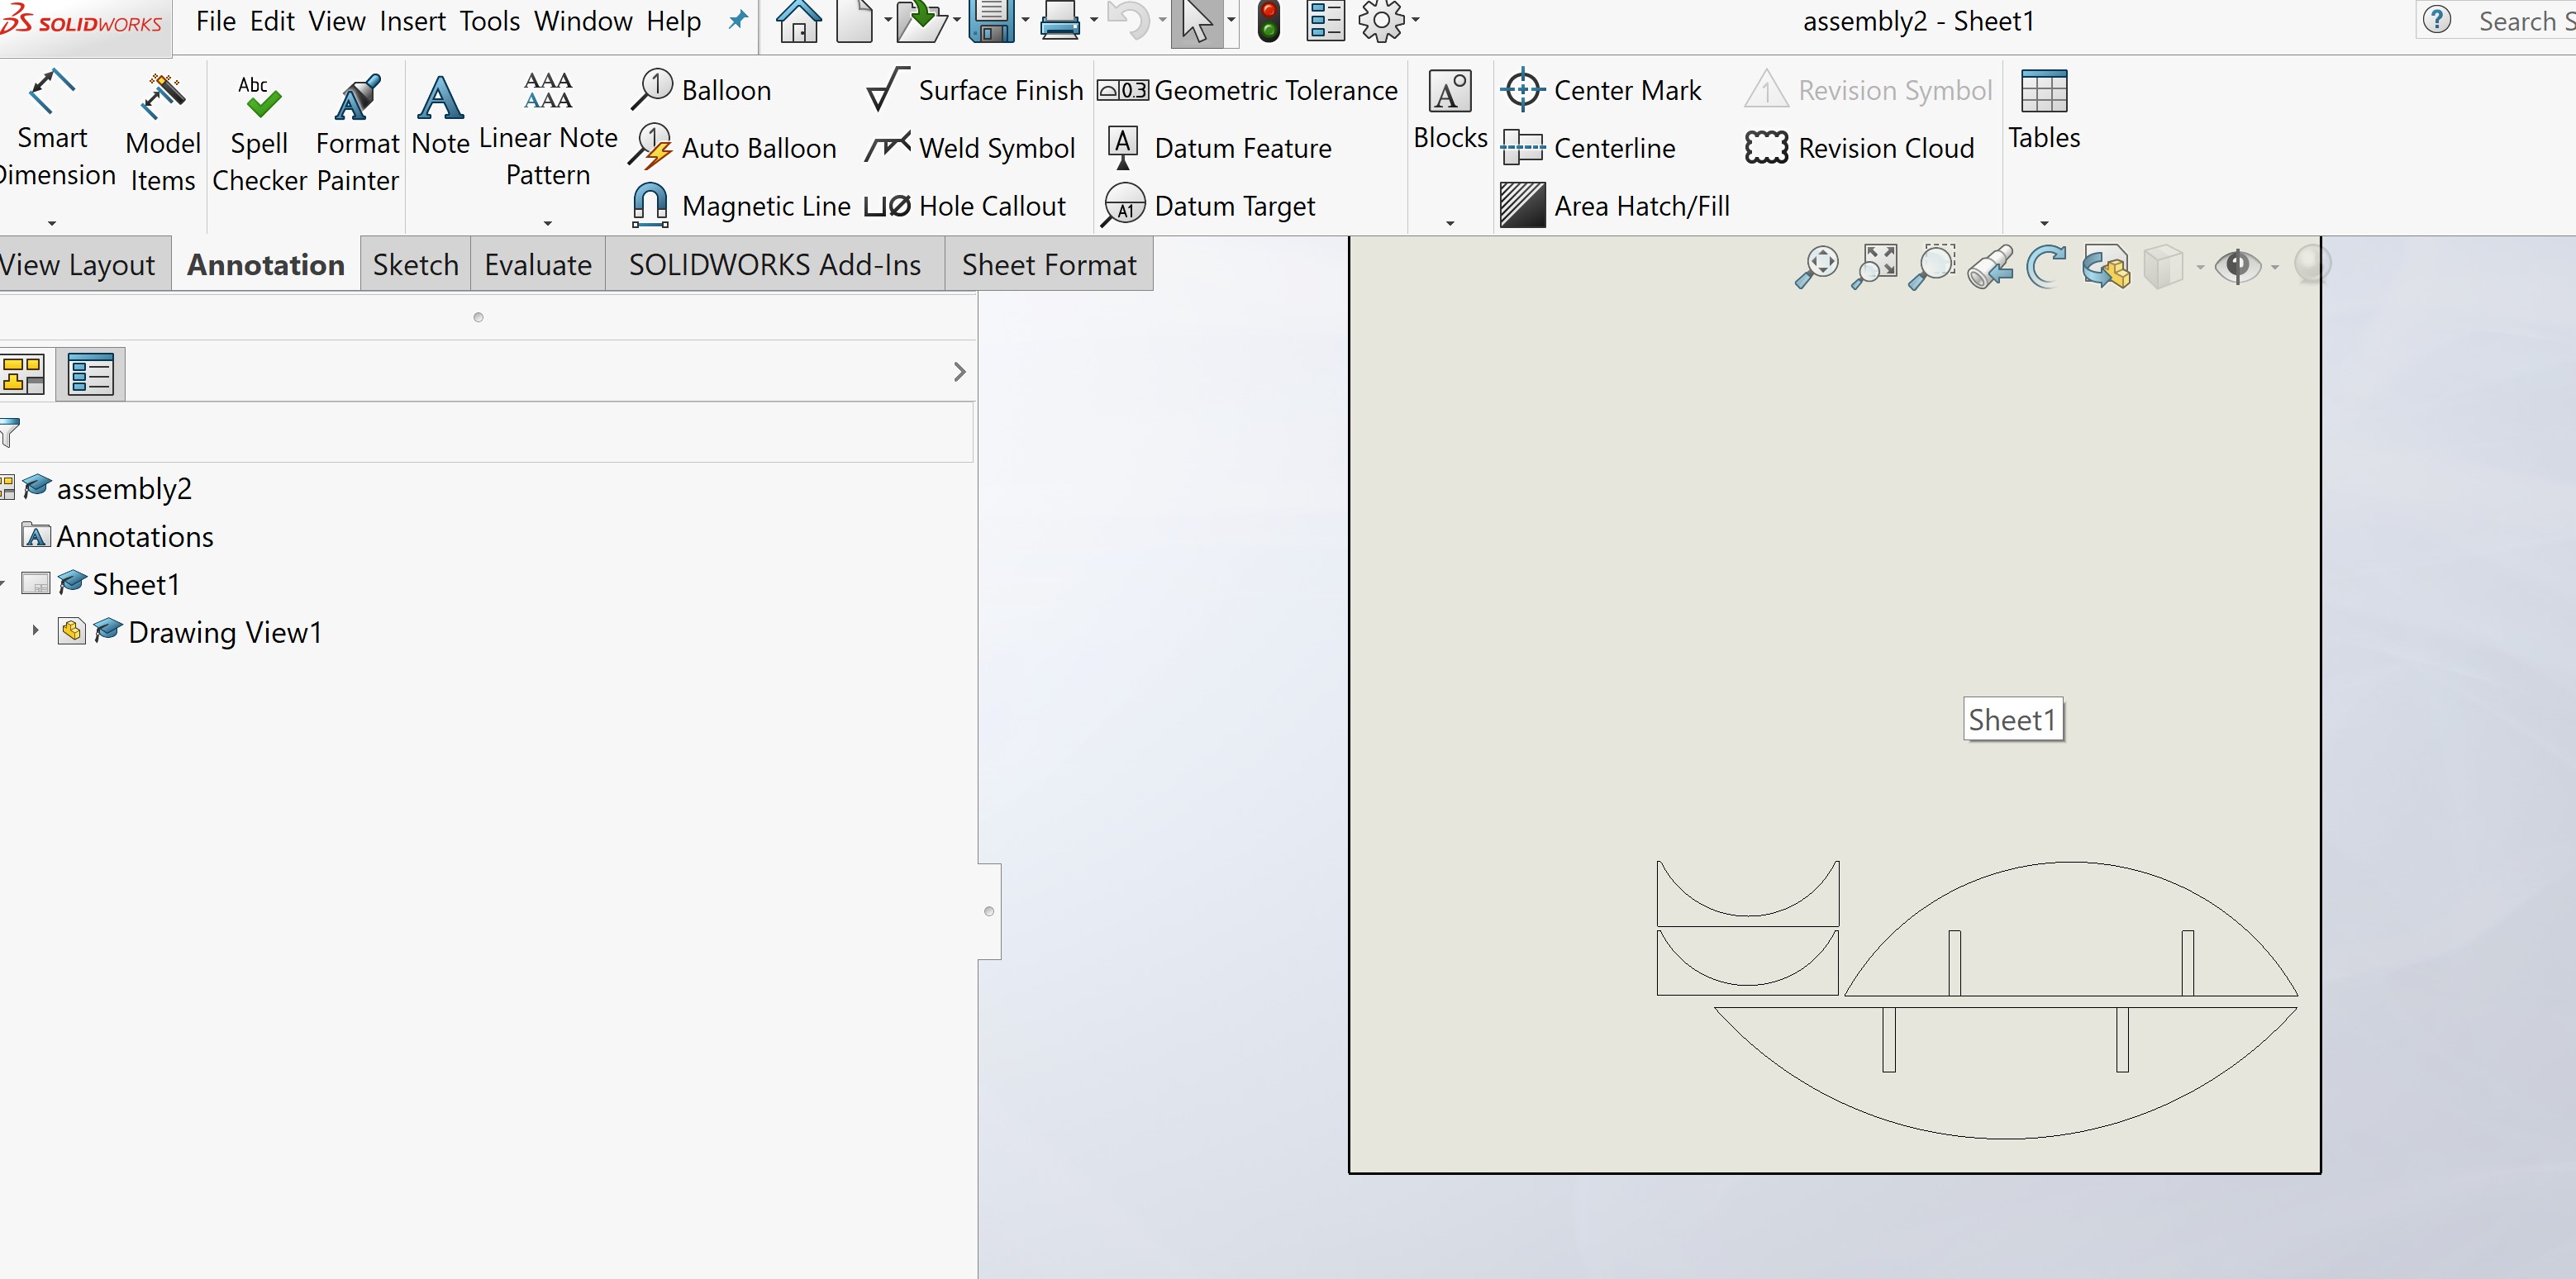 SOLIDWORKS File Edit View Insert Tools Window Help assembly2 - Sheet1 ? Search S
Smart Dimension
Model Items
Abc Spell Checker
Format Painter
A Note
AAA AAA Linear Note Pattern
1 Balloon
1 Auto Balloon
Magnetic Line
Surface Finish
Weld Symbol
Hole Callout
0.3 Geometric Tolerance
A Datum Feature
A1 Datum Target
A Blocks
Center Mark
Centerline
Area Hatch/Fill
1 Revision Symbol
Revision Cloud
Tables
View Layout Annotation Sketch Evaluate SOLIDWORKS Add-Ins Sheet Format
assembly2
A Annotations
Sheet1
Drawing View1
Sheet1